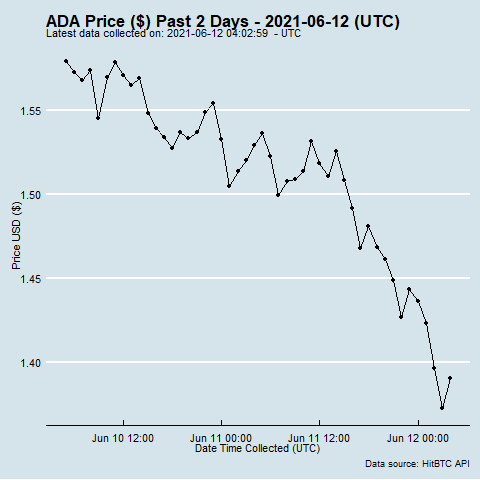 ADA Price ($) Past 2 Days - 2021-06-12 (UTC)
Latest data collected on: 2021-06-12 04:02:59  - UTC
Price USD ($)
1.55
1.50
1.45
1.40
Jun 10 12:00
Jun 11 00:00
Jun 11 12:00
Jun 12 00:00
Date Time Collected (UTC)
Data source: HitBTC API